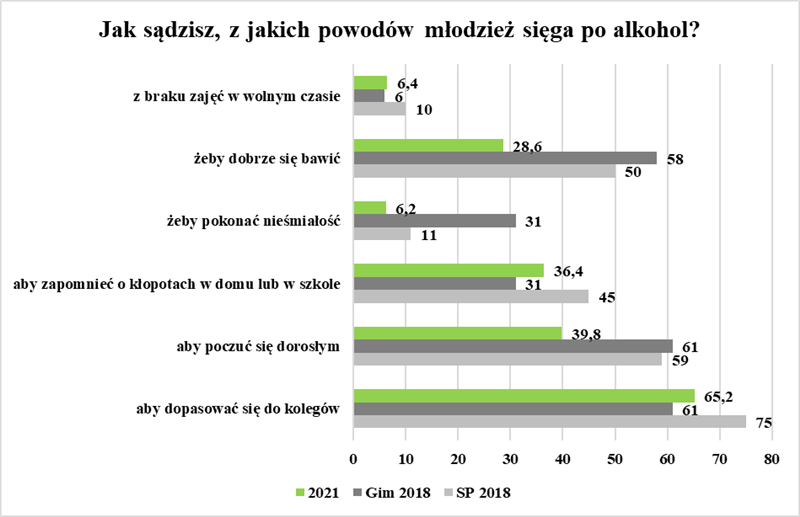 Jak sądzisz, z jakich powodów młodzież sięga po alkohol?
z braku zajęć w wolnym czasie
6,4
6
10
żeby dobrze się bawić
28,6
58
50
żeby pokonać nieśmiałość
6,2
31
11
aby zapomnieć o kłopotach w domu lub w szkole
36,4
31
45
aby poczuć się dorosłym
39,8
61
59
aby dopasować się do kolegów
65,2
61
75
0 10 20 30 40 50 60 70 80
2021 Gim 2018 SP 2018